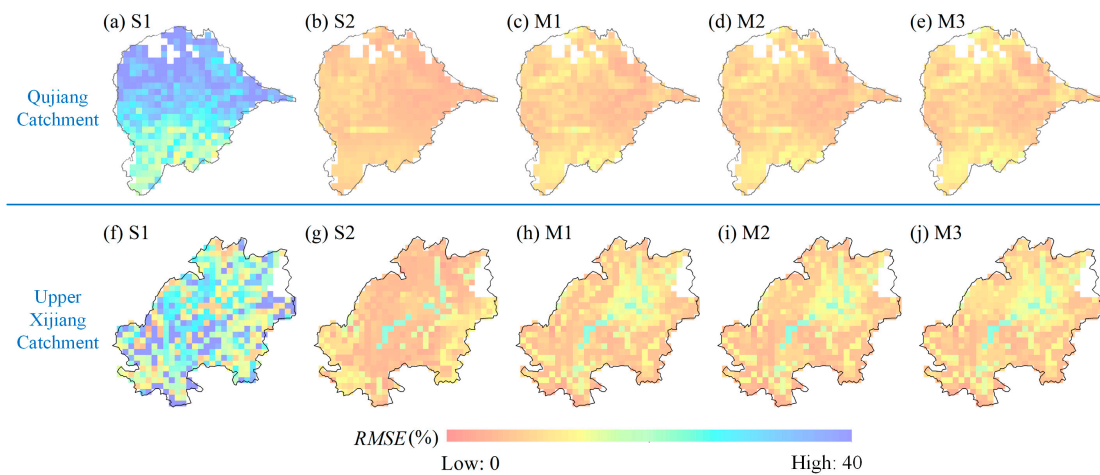 (a) S1
(b) S2
(c) M1
(d) M2
(e) M3
Qujiang
Catchment
(f) S1
(g) S2
(h) M1
(i) M2
(j) M3
Upper
Xijiang
Catchment
RMSE(%)
Low: 0
High: 40